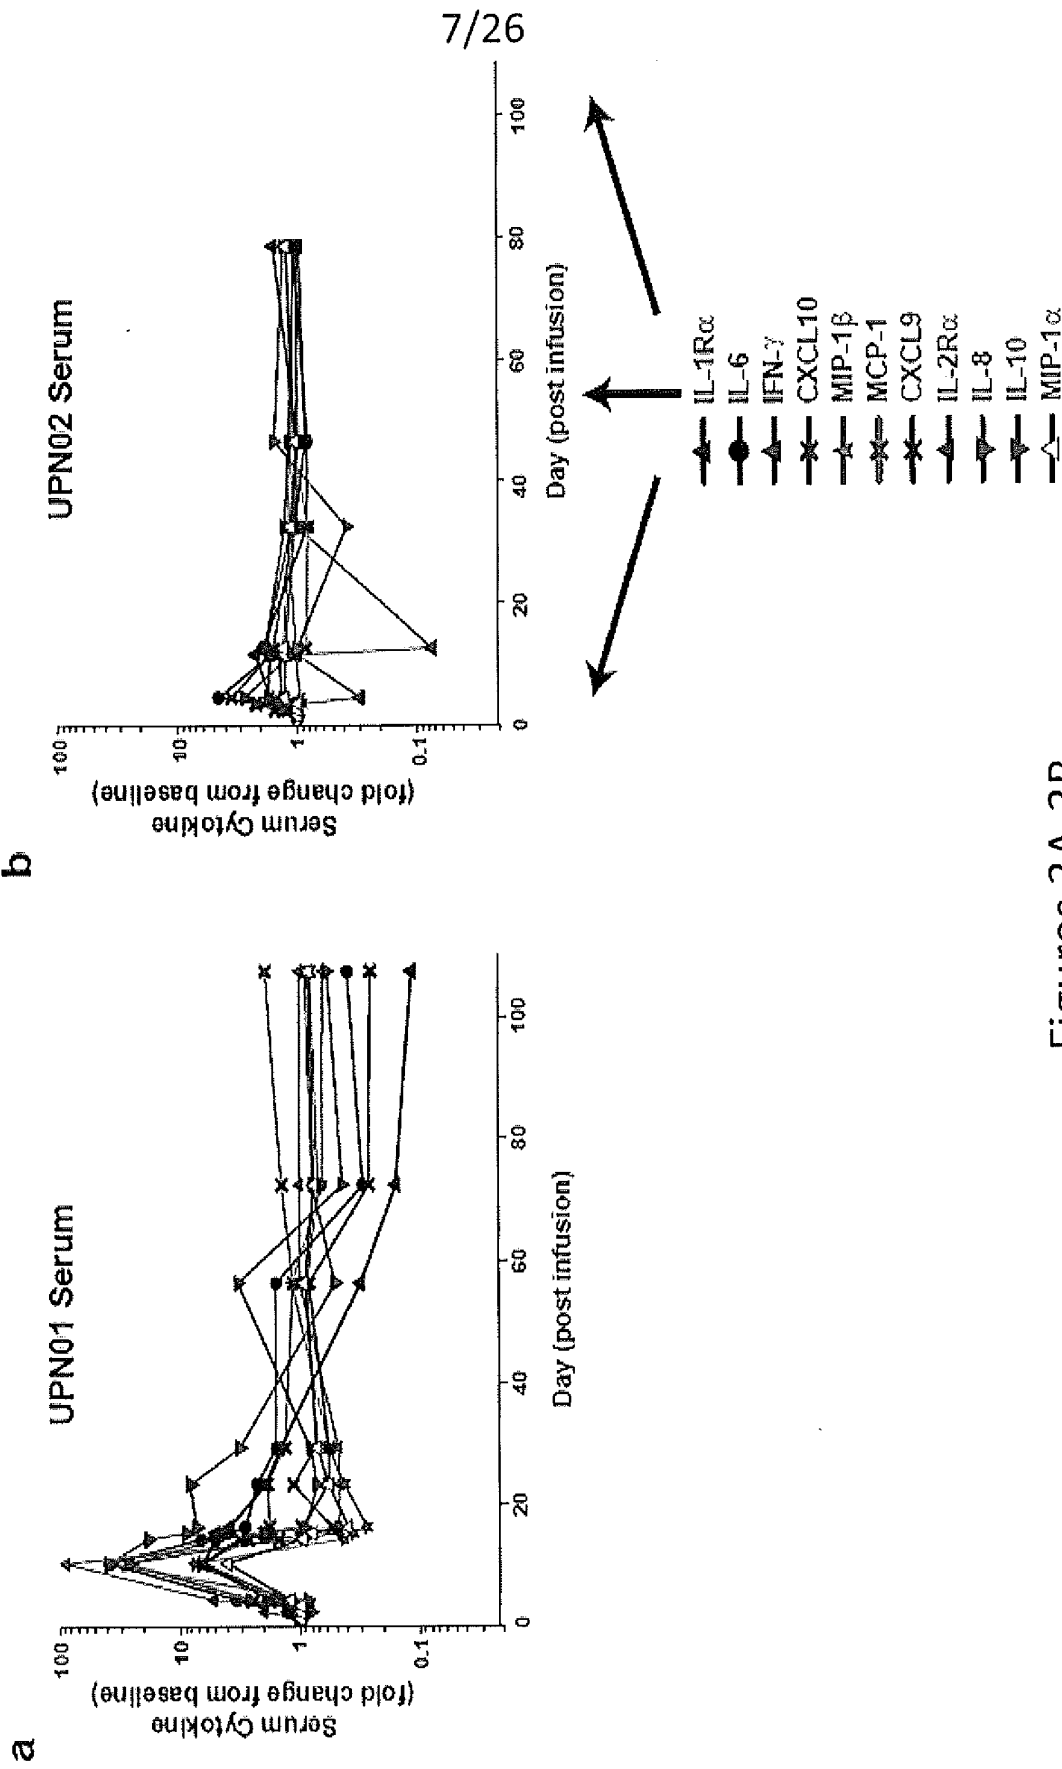 7/26
a
UPN01 Serum
Serum Cytokine
(fold change from baseline)
100
10
1
0.1
0
20
40
60
80
100
Day (post infusion)
b
UPN02 Serum
Serum Cytokine
(fold change from baseline)
100
10
1
0.1
0
20
40
60
80
100
Day (post infusion)
IL-1Rα
IL-6
IFN-γ
CXCL10
MIP-1β
MCP-1
CXCL9
IL-2Rα
IL-8
IL-10
MIP-1α
Figures